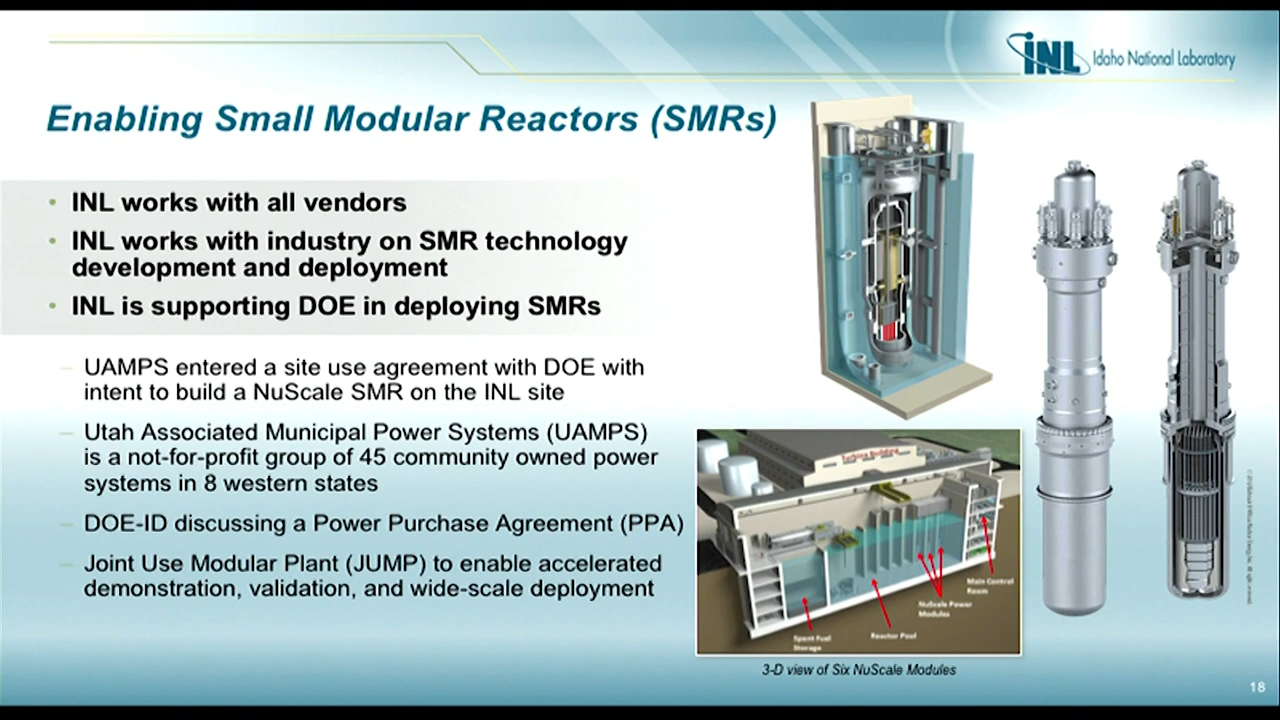 INL Idaho National Laboratory
Enabling Small Modular Reactors (SMRs)
• INL works with all vendors
• INL works with industry on SMR technology
development and deployment
• INL is supporting DOE in deploying SMRs
– UAMPS entered a site use agreement with DOE with
intent to build a NuScale SMR on the INL site
– Utah Associated Municipal Power Systems (UAMPS)
is a not-for-profit group of 45 community owned power
systems in 8 western states
– DOE-ID discussing a Power Purchase Agreement (PPA)
– Joint Use Modular Plant (JUMP) to enable accelerated
demonstration, validation, and wide-scale deployment
Turbine Building
Main Control
Room
NuScale Power
Modules
Reactor Pool
Spent Fuel
Storage
3-D view of Six NuScale Modules
18